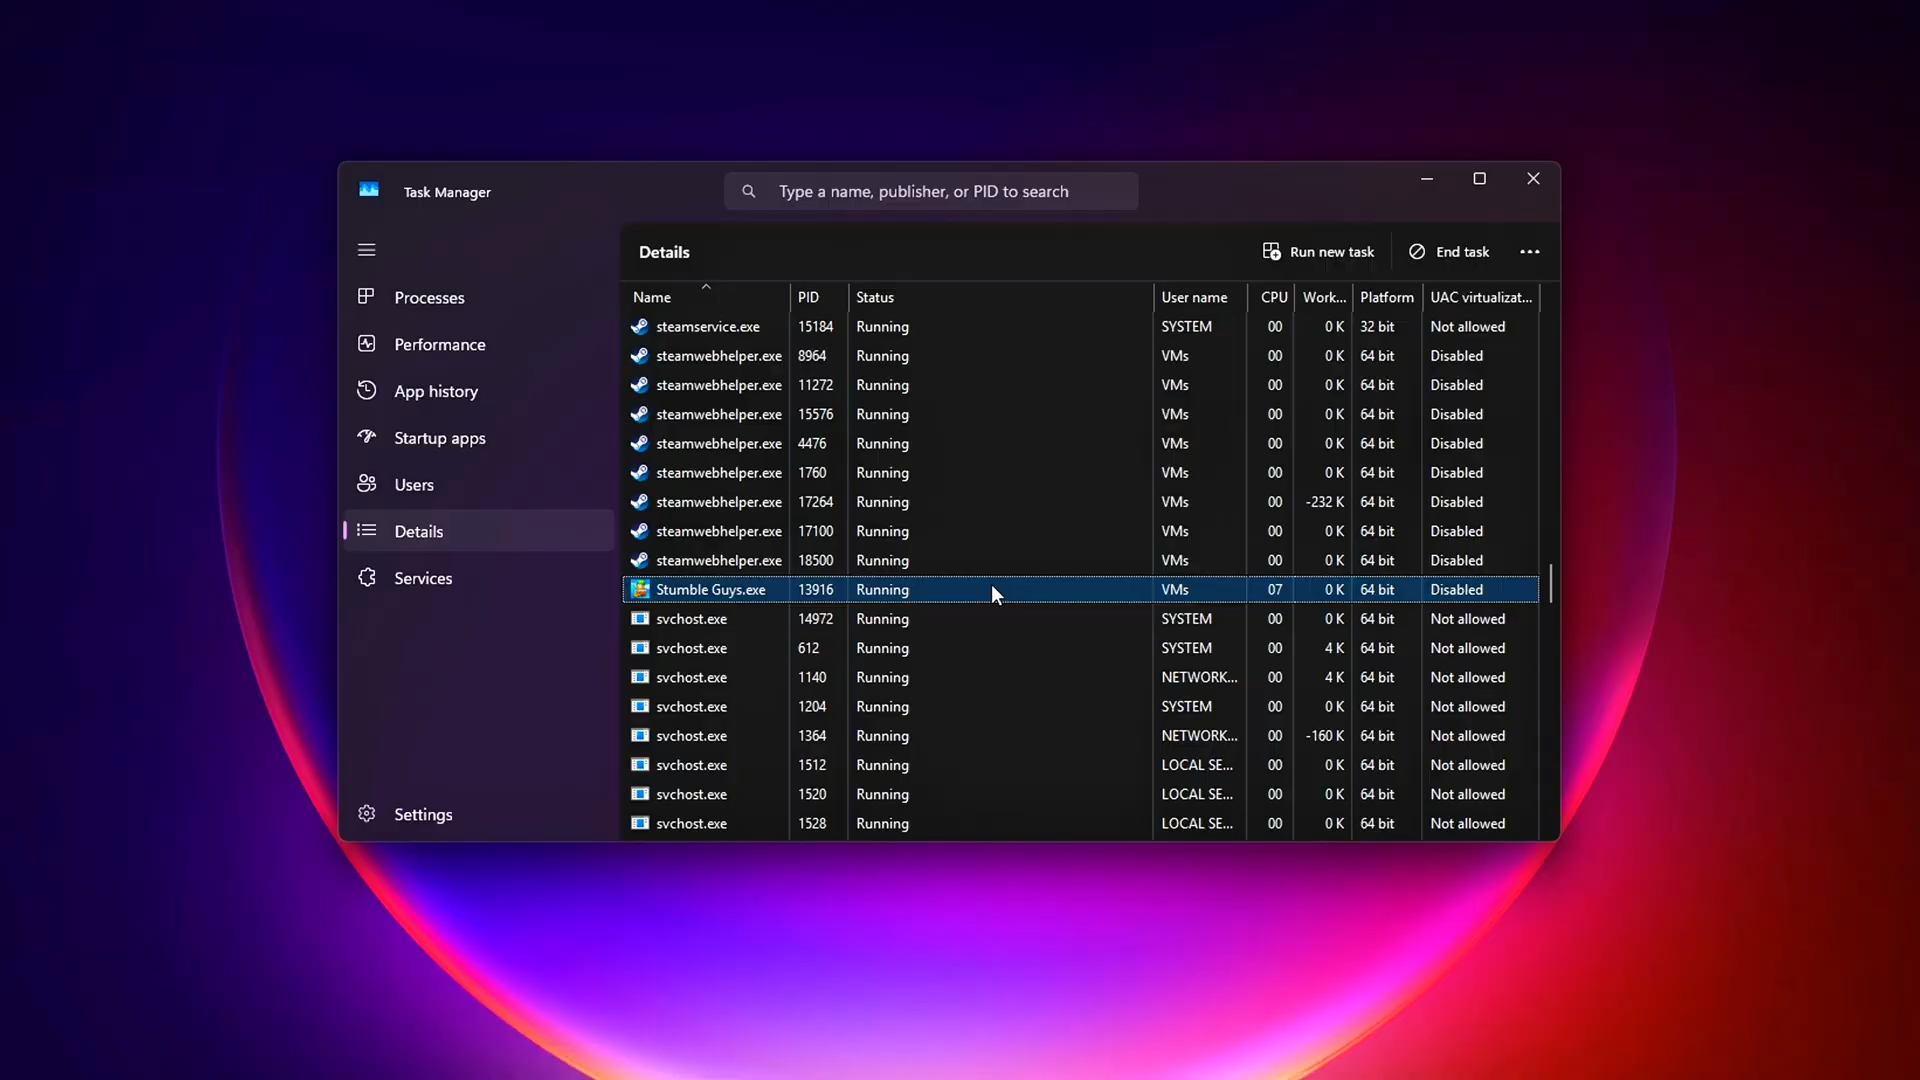 Task Manager
Type a name, publisher, or PID to search
Details
Run new task
End task
Processes
Performance
App history
Startup apps
Users
Details
Services
Settings
Name PID Status User name CPU Work... Platform UAC virtualizat...
steamservice.exe 15184 Running SYSTEM 00 0 K 32 bit Not allowed
steamwebhelper.exe 8964 Running VMs 00 0 K 64 bit Disabled
steamwebhelper.exe 11272 Running VMs 00 0 K 64 bit Disabled
steamwebhelper.exe 15576 Running VMs 00 0 K 64 bit Disabled
steamwebhelper.exe 4476 Running VMs 00 0 K 64 bit Disabled
steamwebhelper.exe 1760 Running VMs 00 0 K 64 bit Disabled
steamwebhelper.exe 17264 Running VMs 00 -232 K 64 bit Disabled
steamwebhelper.exe 17100 Running VMs 00 0 K 64 bit Disabled
steamwebhelper.exe 18500 Running VMs 00 0 K 64 bit Disabled
Stumble Guys.exe 13916 Running VMs 07 0 K 64 bit Disabled
svchost.exe 14972 Running SYSTEM 00 0 K 64 bit Not allowed
svchost.exe 612 Running SYSTEM 00 4 K 64 bit Not allowed
svchost.exe 1140 Running NETWORK... 00 4 K 64 bit Not allowed
svchost.exe 1204 Running SYSTEM 00 0 K 64 bit Not allowed
svchost.exe 1364 Running NETWORK... 00 -160 K 64 bit Not allowed
svchost.exe 1512 Running LOCAL SE... 00 0 K 64 bit Not allowed
svchost.exe 1520 Running LOCAL SE... 00 0 K 64 bit Not allowed
svchost.exe 1528 Running LOCAL SE... 00 0 K 64 bit Not allowed